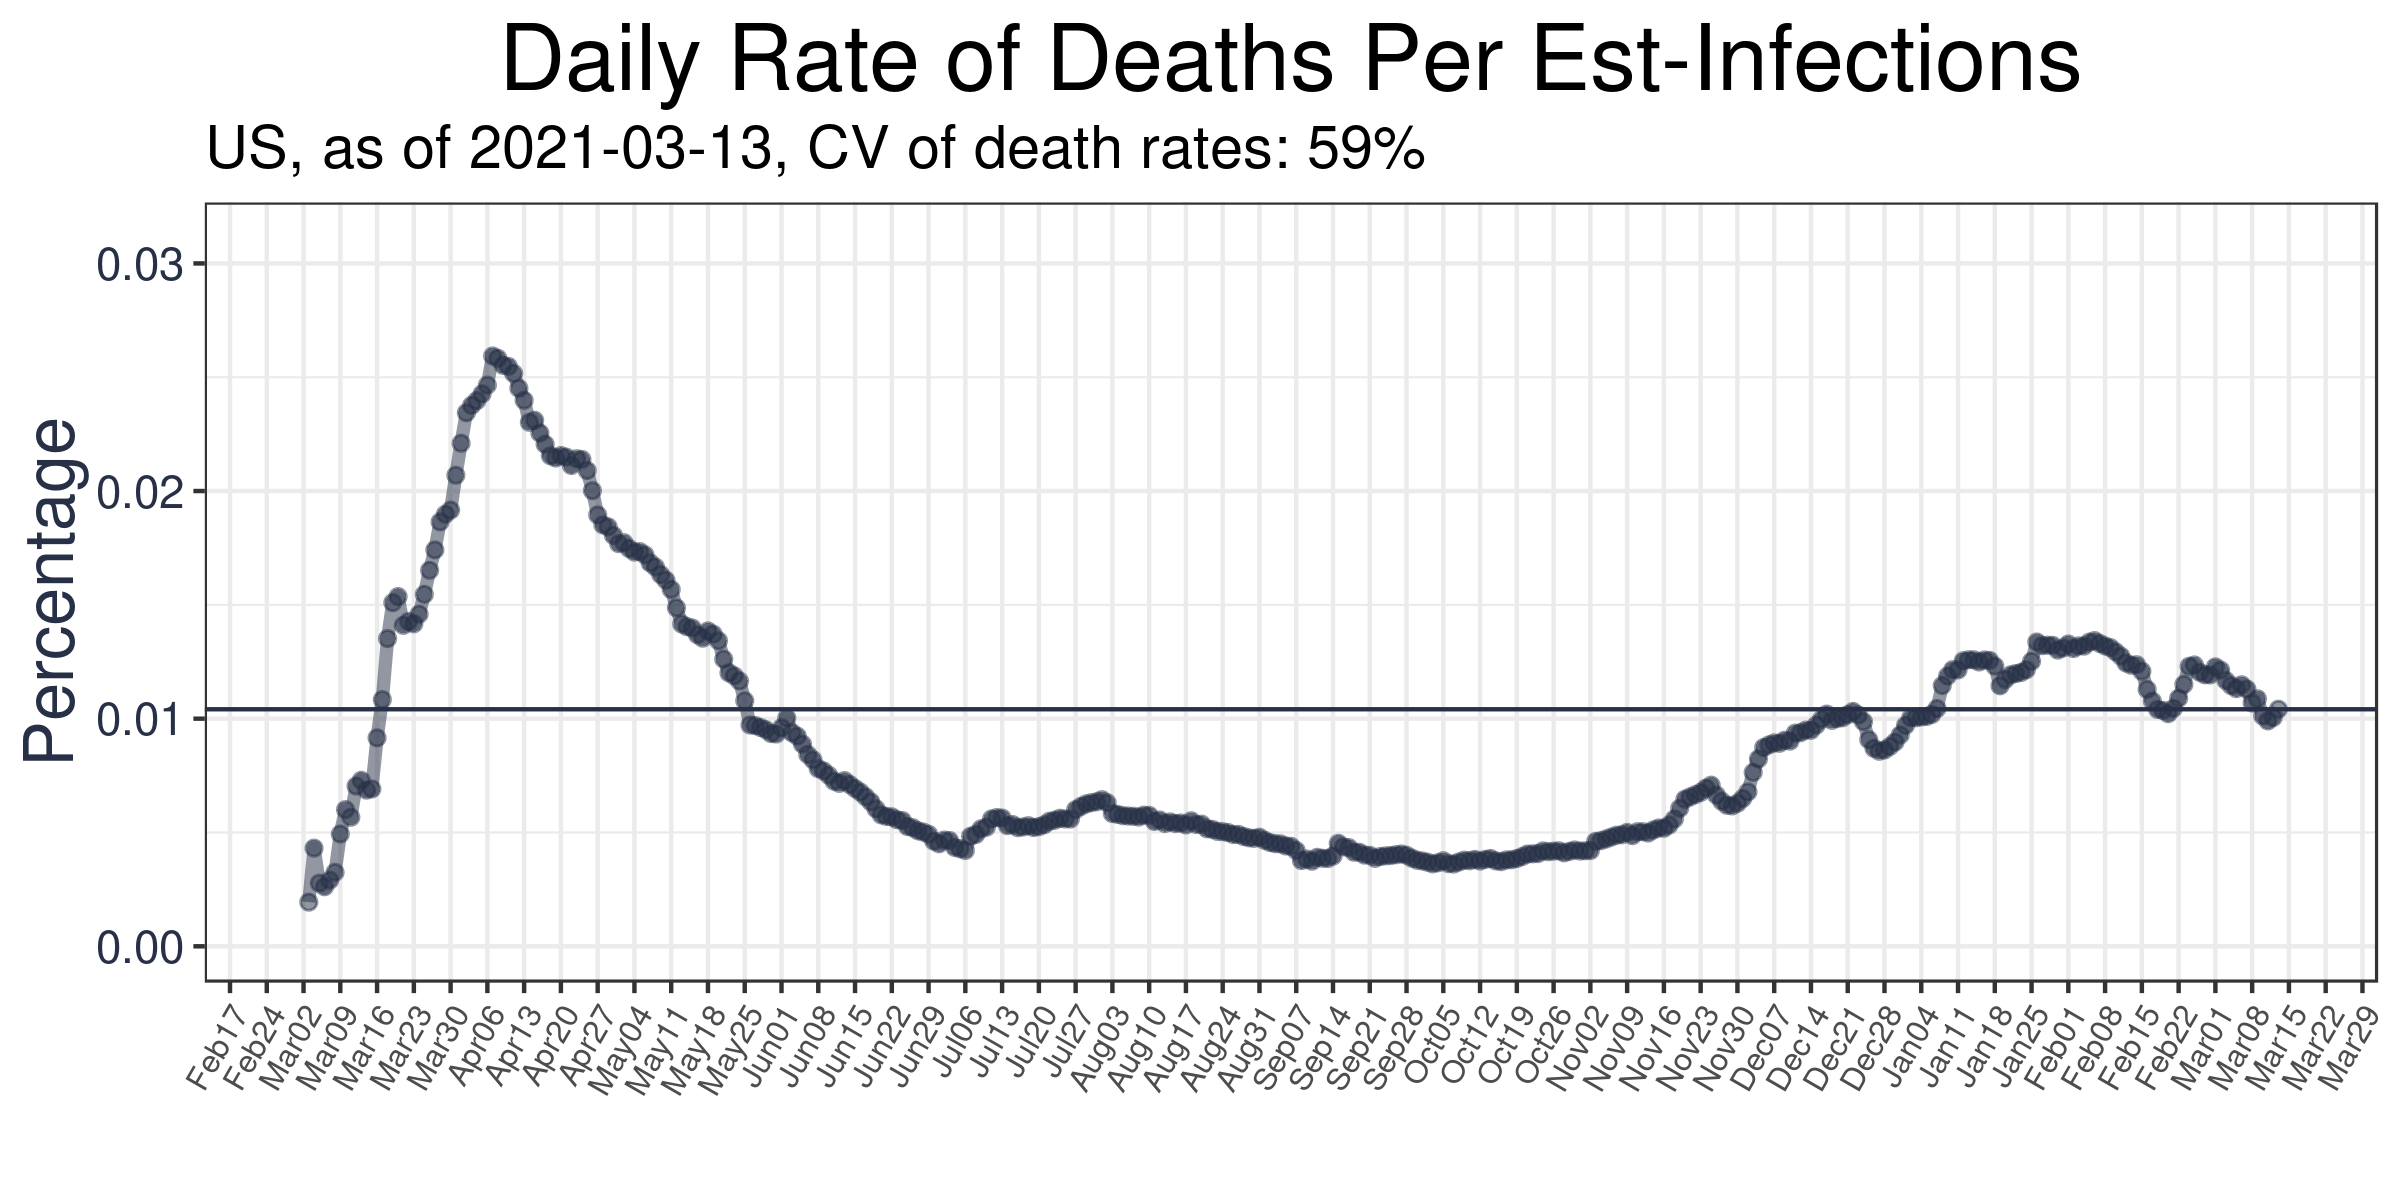 Daily Rate of Deaths Per Est-Infections
US, as of 2021-03-13, CV of death rates: 59%
Percentage
0.03
0.02
0.01
0.00
Feb17
Feb24
Mar02
Mar09
Mar16
Mar23
Mar30
Apr06
Apr13
Apr20
Apr27
May04
May11
May18
May25
Jun01
Jun08
Jun15
Jun22
Jun29
Jul06
Jul13
Jul20
Jul27
Aug03
Aug10
Aug17
Aug24
Aug31
Sep07
Sep14
Sep21
Sep28
Oct05
Oct12
Oct19
Oct26
Nov02
Nov09
Nov16
Nov23
Nov30
Dec07
Dec14
Dec21
Dec28
Jan04
Jan11
Jan18
Jan25
Feb01
Feb08
Feb15
Feb22
Mar01
Mar08
Mar15
Mar22
Mar29